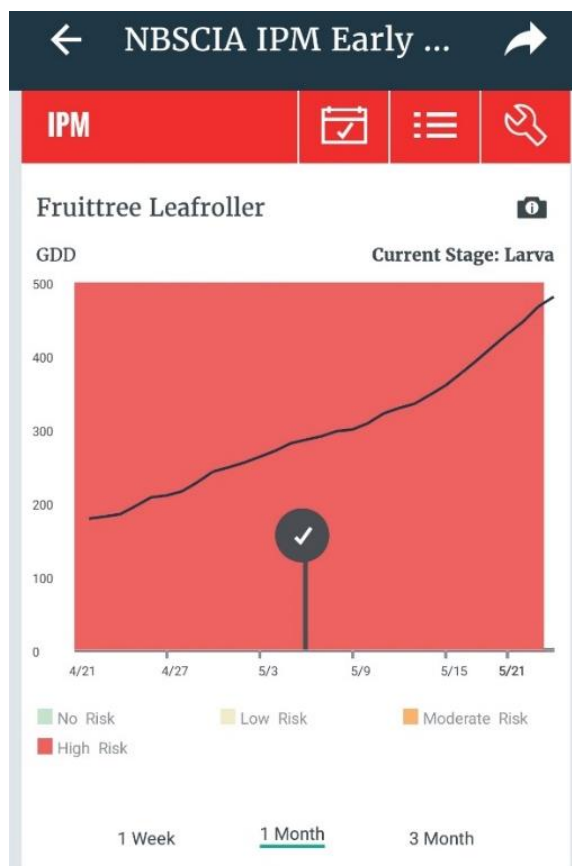 NBSCIA IPM Early ...
IPM
Fruittree Leafroller
GDD Current Stage: Larva
500
400
300
200
100
0
4/21 4/27 5/3 5/9 5/15 5/21
No Risk Low Risk Moderate Risk
High Risk
1 Week 1 Month 3 Month